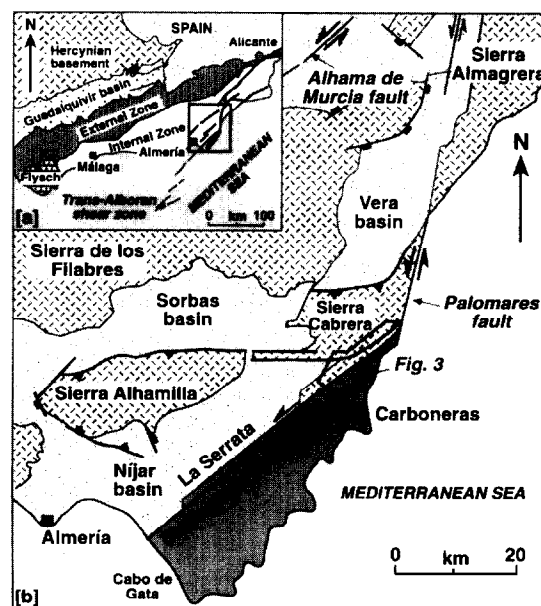 [a]
N
SPAIN
Alicante
Hercynian
basement
Guadalquivir basin
External Zone
Internal Zone
Flysch
Málaga
Almería
Trans-Alboran
shear zone
MEDITERRANEAN
SEA
0 km 100
Sierra
Almagrera
Alhama de
Murcia fault
N
Vera
basin
Sierra de los
Filabres
Sorbas
basin
Sierra
Cabrera
Palomares
fault
Fig. 3
Sierra Alhamilla
Carboneras
La Serrata
Níjar
basin
MEDITERRANEAN SEA
Almería
0 20
km
Cabo de
Gata
[b]